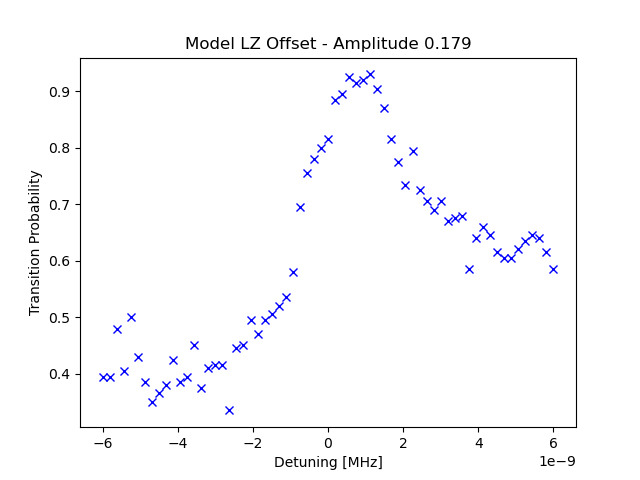 Model LZ Offset - Amplitude 0.179
Transition Probability
0.9
0.8
0.7
0.6
0.5
0.4
−6 −4 −2 0 2 4 6
1e−9
Detuning [MHz]